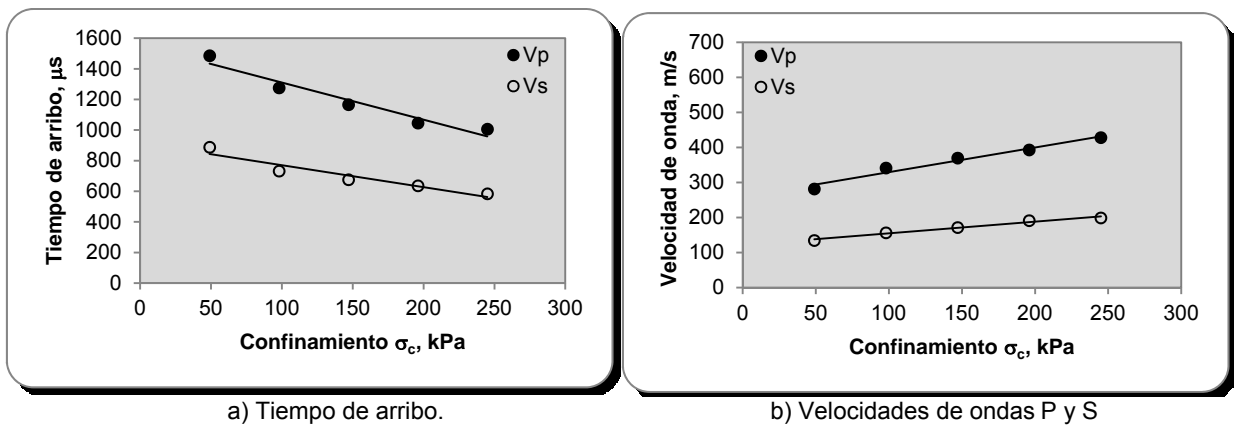 1600
1400
1200
1000
800
600
400
200
0
Tiempo de arribo, μs
Vp
Vs
0 50 100 150 200 250 300
Confinamiento σc, kPa
a) Tiempo de arribo.
700
600
500
400
300
200
100
0
Velocidad de onda, m/s
Vp
Vs
0 50 100 150 200 250 300
Confinamiento σc, kPa
b) Velocidades de ondas P y S